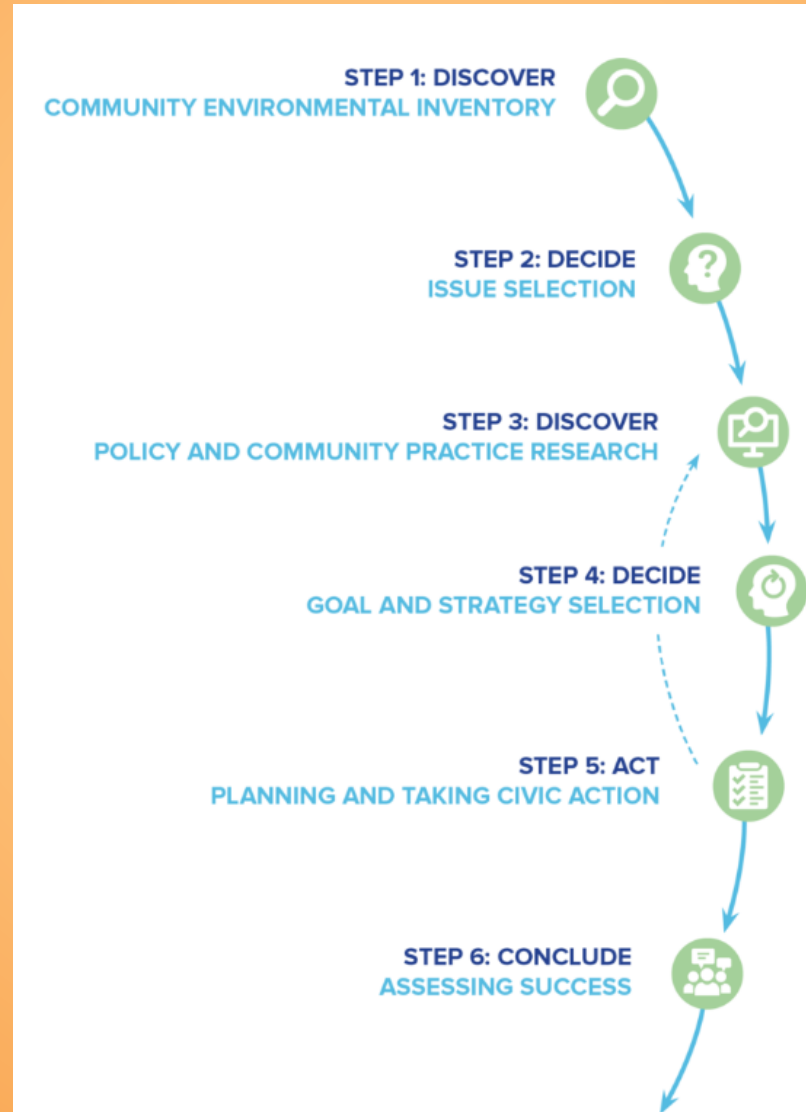 STEP 1: DISCOVER
COMMUNITY ENVIRONMENTAL INVENTORY
STEP 2: DECIDE
ISSUE SELECTION
STEP 3: DISCOVER
POLICY AND COMMUNITY PRACTICE RESEARCH
STEP 4: DECIDE
GOAL AND STRATEGY SELECTION
STEP 5: ACT
PLANNING AND TAKING CIVIC ACTION
STEP 6: CONCLUDE
ASSESSING SUCCESS